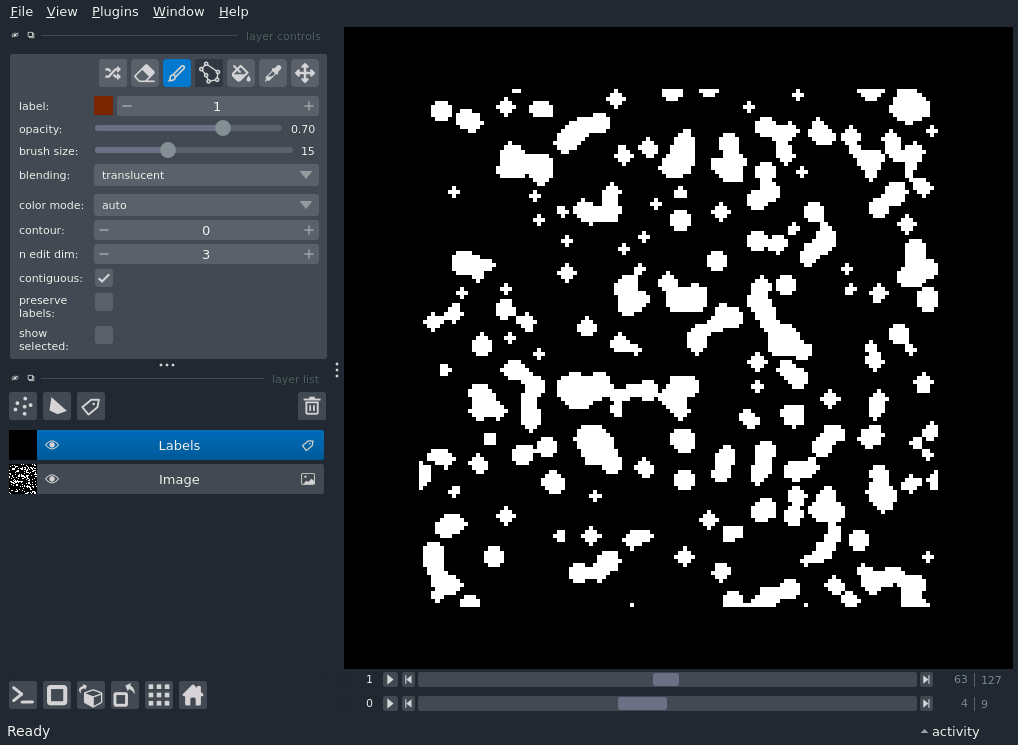 File View Plugins Window Help
layer controls
label: 1
opacity: 0.70
brush size: 15
blending: translucent
color mode: auto
contour: 0
n edit dim: 3
contiguous:
preserve
labels:
show
selected:
layer list
Labels
Image
1 63 127
0 4 9
Ready activity